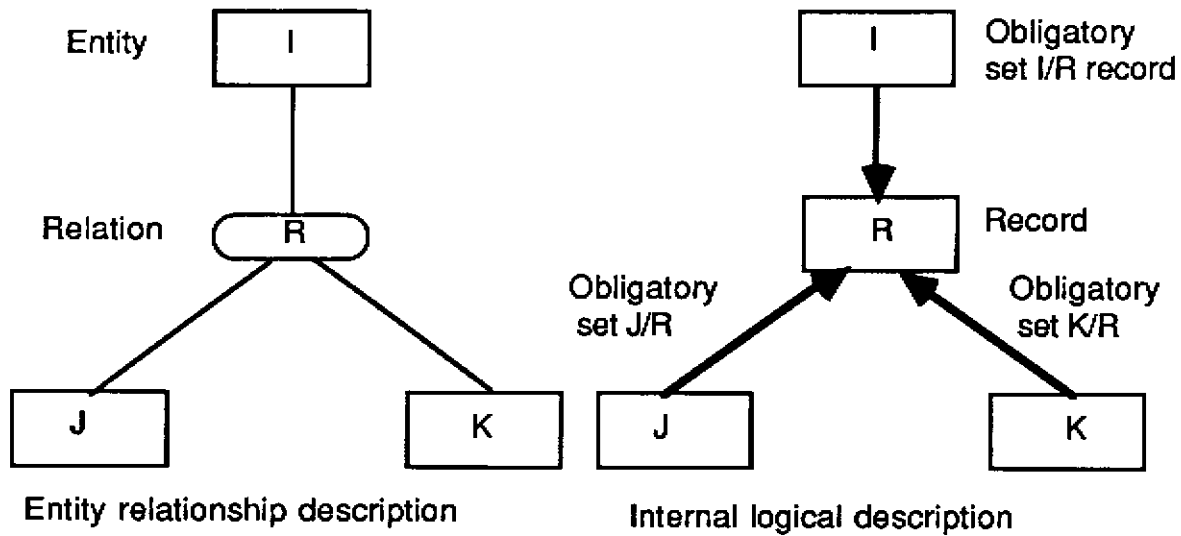 Entity
I
Relation
R
J
K
Entity relationship description
I
Obligatory
set I/R record
R
Record
Obligatory
set J/R
Obligatory
set K/R
J
K
Internal logical description